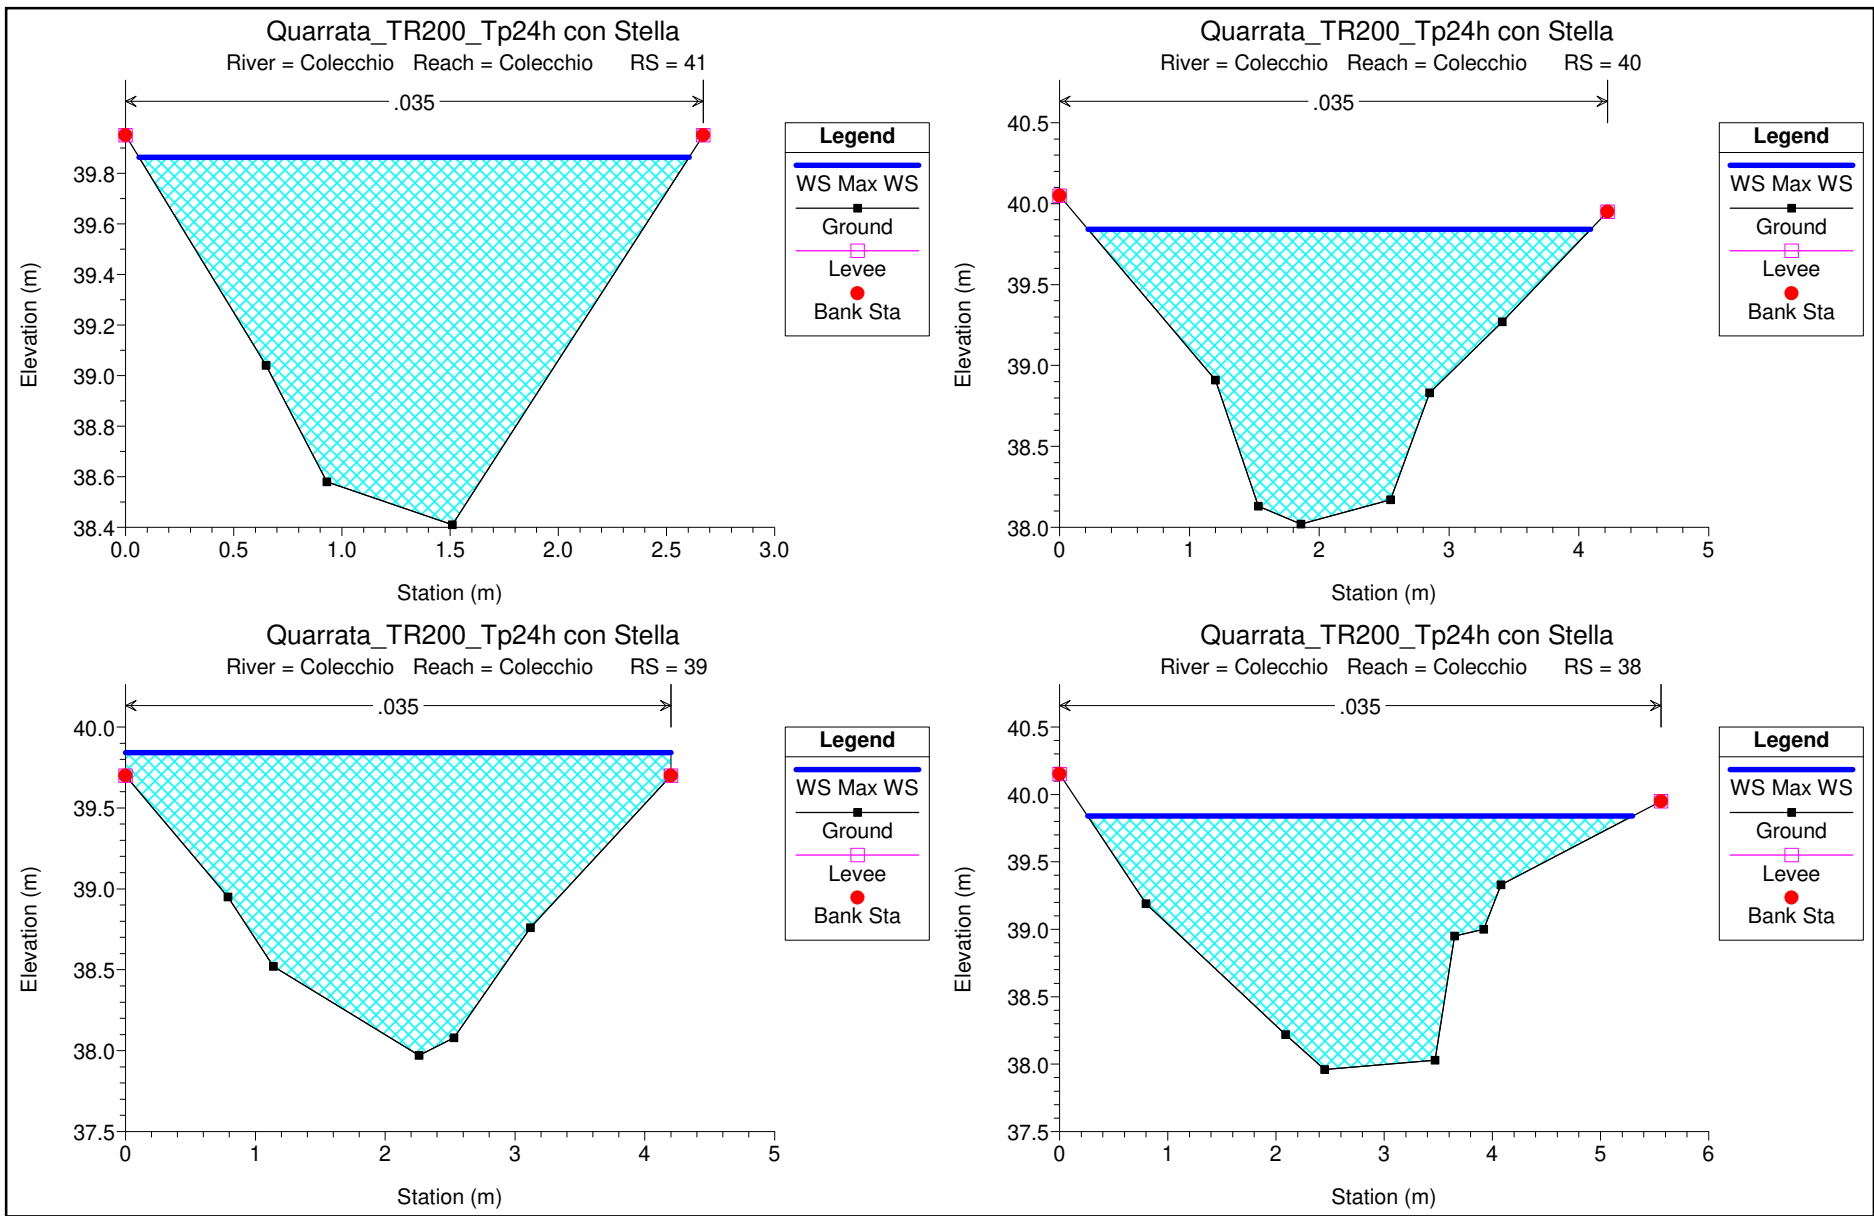 Quarrata_TR200_Tp24h con Stella
River = Colecchio Reach = Colecchio RS = 41
.035
39.8
39.6
39.4
39.2
39.0
38.8
38.6
38.4
0.0 0.5 1.0 1.5 2.0 2.5 3.0
Elevation (m)
Station (m)
Legend
WS Max WS
Ground
Levee
Bank Sta
Quarrata_TR200_Tp24h con Stella
River = Colecchio Reach = Colecchio RS = 40
.035
40.5
40.0
39.5
39.0
38.5
38.0
0 1 2 3 4 5
Elevation (m)
Station (m)
Legend
WS Max WS
Ground
Levee
Bank Sta
Quarrata_TR200_Tp24h con Stella
River = Colecchio Reach = Colecchio RS = 39
.035
40.0
39.5
39.0
38.5
38.0
37.5
0 1 2 3 4 5
Elevation (m)
Station (m)
Legend
WS Max WS
Ground
Levee
Bank Sta
Quarrata_TR200_Tp24h con Stella
River = Colecchio Reach = Colecchio RS = 38
.035
40.5
40.0
39.5
39.0
38.5
38.0
37.5
0 1 2 3 4 5 6
Elevation (m)
Station (m)
Legend
WS Max WS
Ground
Levee
Bank Sta